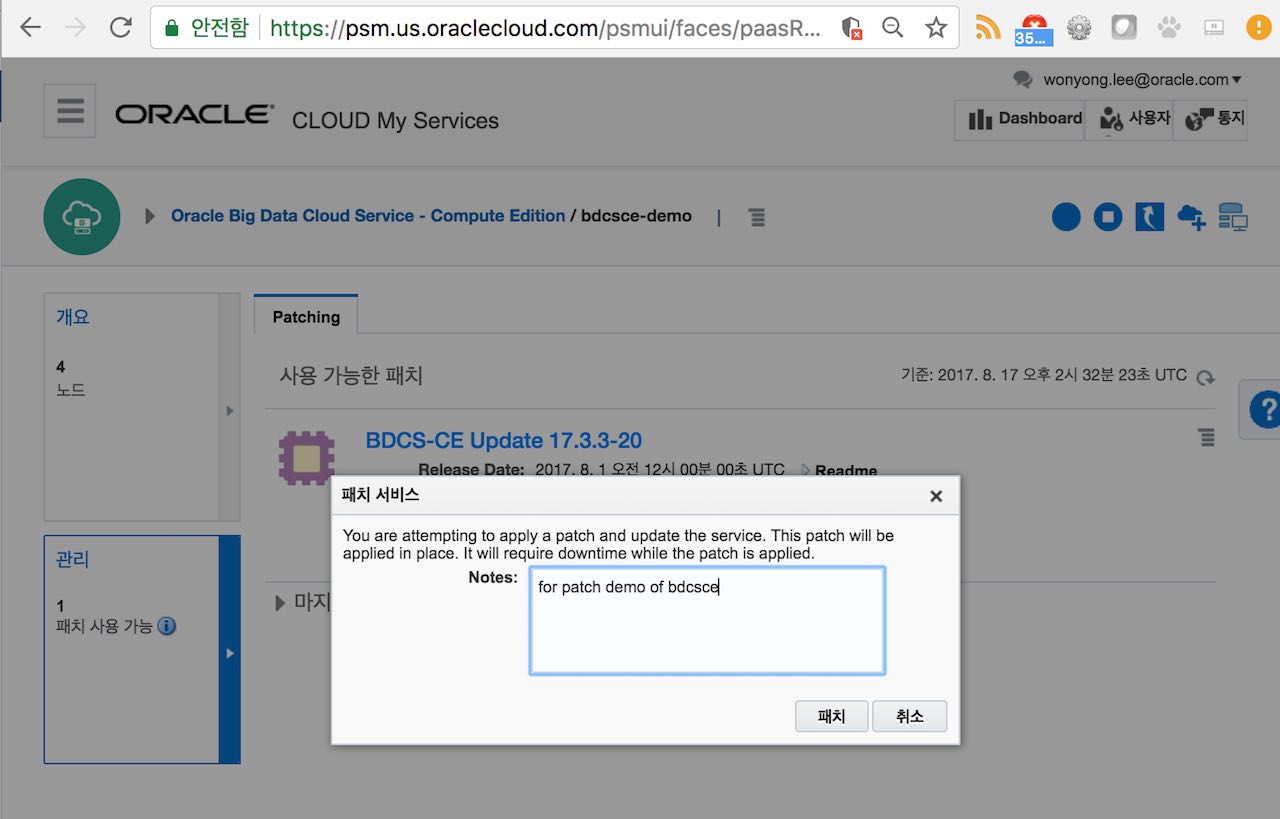 안전함 https://psm.us.oraclecloud.com/psmui/faces/paasR...
35...
wonyong.lee@oracle.com
ORACLE CLOUD My Services
Dashboard 사용자 통지
Oracle Big Data Cloud Service - Compute Edition / bdcsce-demo |
개요
4
노드
관리
1
패치 사용 가능
Patching
사용 가능한 패치 기준: 2017. 8. 17 오후 2시 32분 23초 UTC
BDCS-CE Update 17.3.3-20
Release Date: 2017. 8. 1 오전 12시 00분 00초 UTC Readme
마지
패치 서비스
You are attempting to apply a patch and update the service. This patch will be
applied in place. It will require downtime while the patch is applied.
Notes: for patch demo of bdcsce
패치 취소